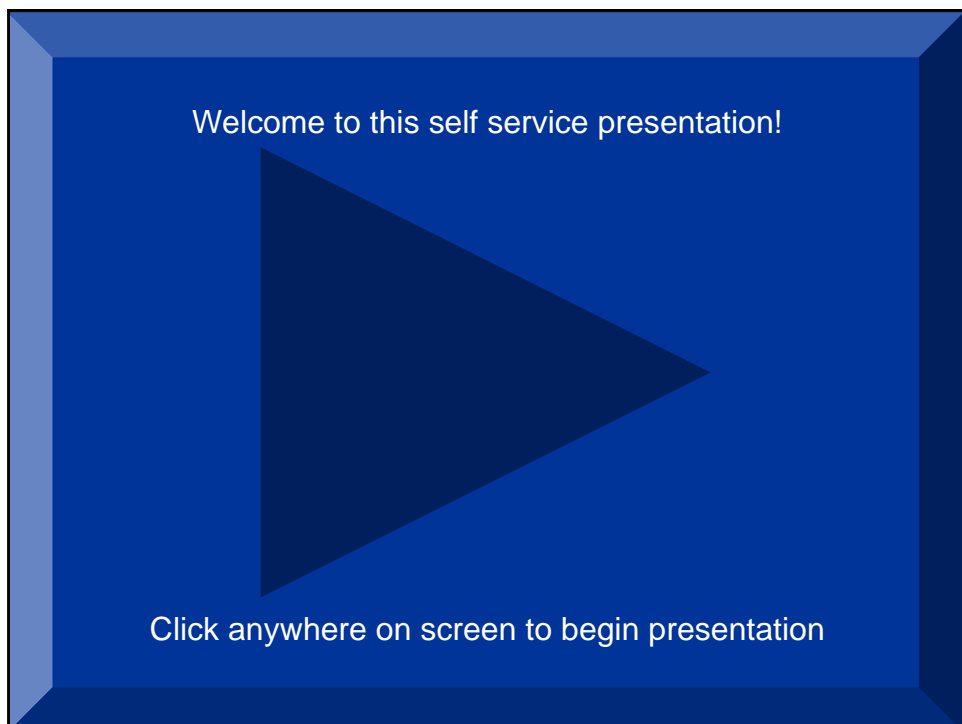 Welcome to this self service presentation!
Click anywhere on screen to begin presentation